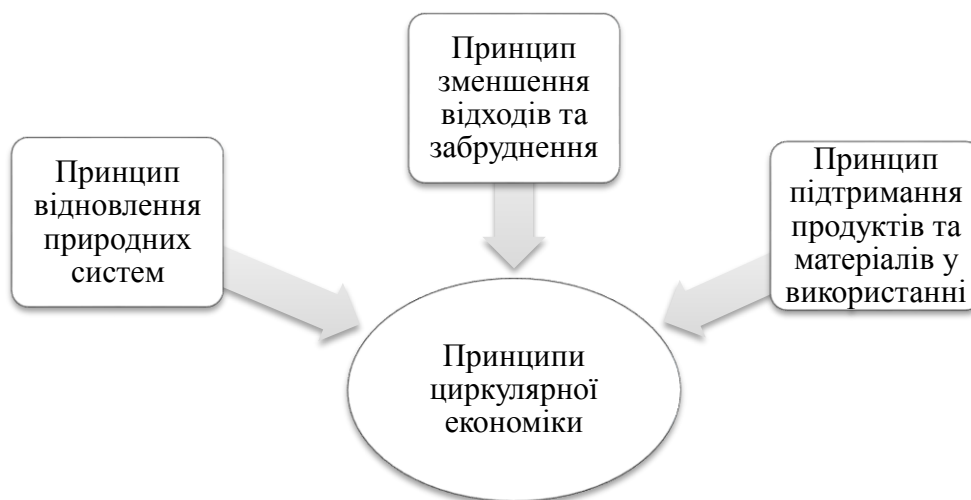 Принцип
відновлення
природних
систем
Принцип
зменшення
відходів та
забруднення
Принцип
підтримання
продуктів та
матеріалів у
використанні
Принципи
циркулярної
економіки